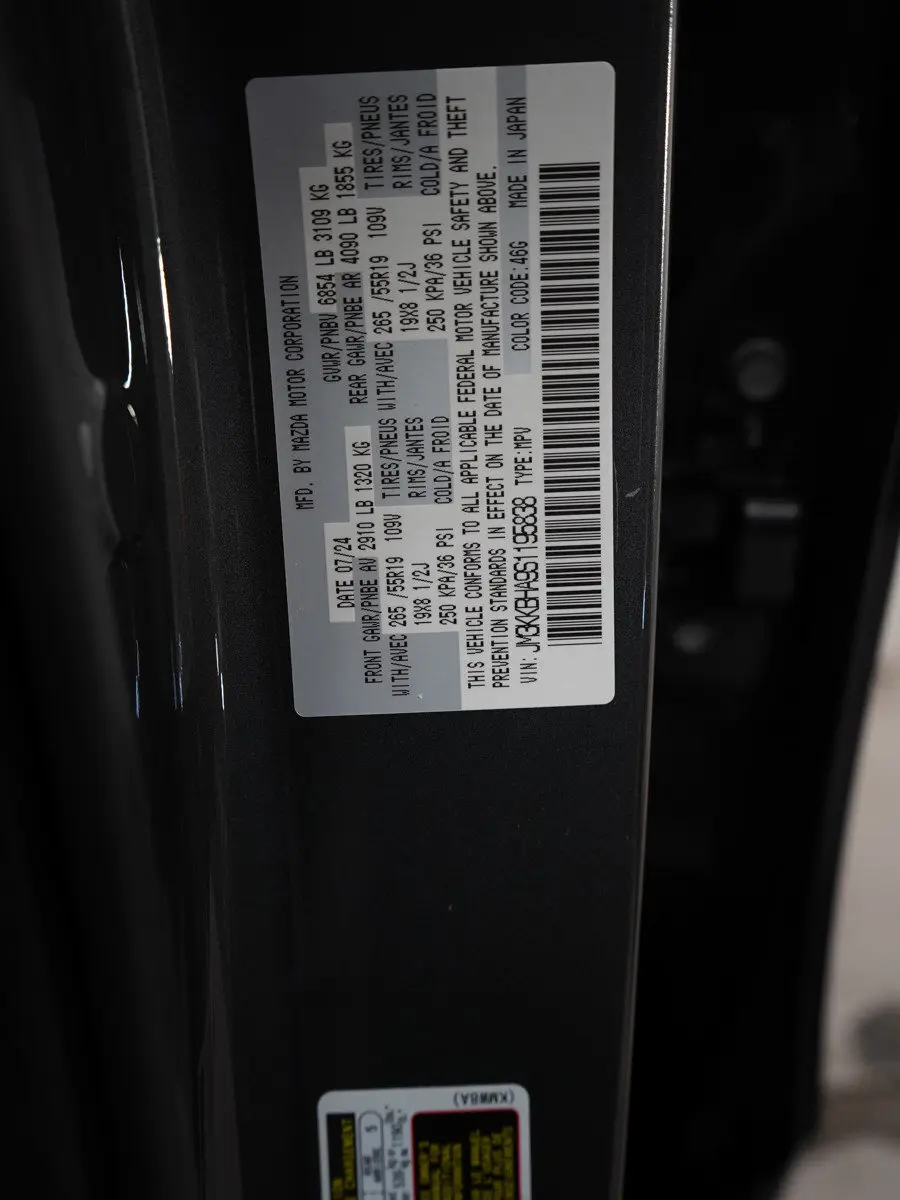 MFD. BY MAZDA MOTOR CORPORATION
DATE 07/24 GVWR/PNBV 6854 LB 3109 KG
FRONT GAWR/PNBE AV 2910 LB 1320 KG REAR GAWR/PNBE AR 4090 LB 1855 KG
WITH/AVEC 265 /55R19 109V TIRES/PNEUS WITH/AVEC 265 /55R19 109V TIRES/PNEUS
19X8 1/2J RIMS/JANTES 19X8 1/2J RIMS/JANTES
250 KPA/36 PSI COLD/A FROID 250 KPA/36 PSI COLD/A FROID
THIS VEHICLE CONFORMS TO ALL APPLICABLE FEDERAL MOTOR VEHICLE SAFETY AND THEFT
PREVENTION STANDARDS IN EFFECT ON THE DATE OF MANUFACTURE SHOWN ABOVE.
VIN: JM3KKBHA9S1195838 TYPE:MPV COLOR CODE:46G MADE IN JAPAN
(KMW8A)